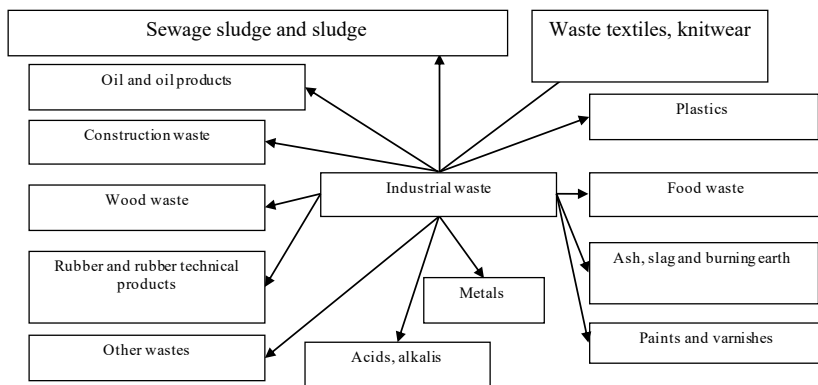 Sewage sludge and sludge
Waste textiles, knitwear
Oil and oil products
Plastics
Construction waste
Industrial waste
Wood waste
Food waste
Rubber and rubber technical
products
Ash, slag and burning earth
Metals
Other wastes
Acids, alkalis
Paints and varnishes